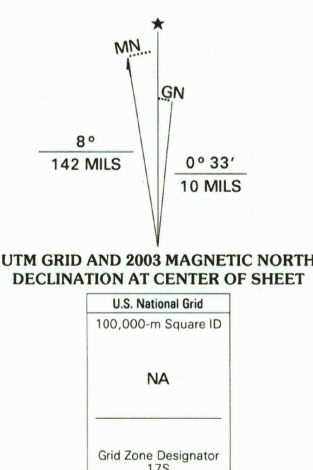 MN
GN
8°
142 MILS
0° 33′
10 MILS
UTM GRID AND 2003 MAGNETIC NORTH
DECLINATION AT CENTER OF SHEET
U.S. National Grid
100,000-m Square ID
NA
Grid Zone Designator
17S